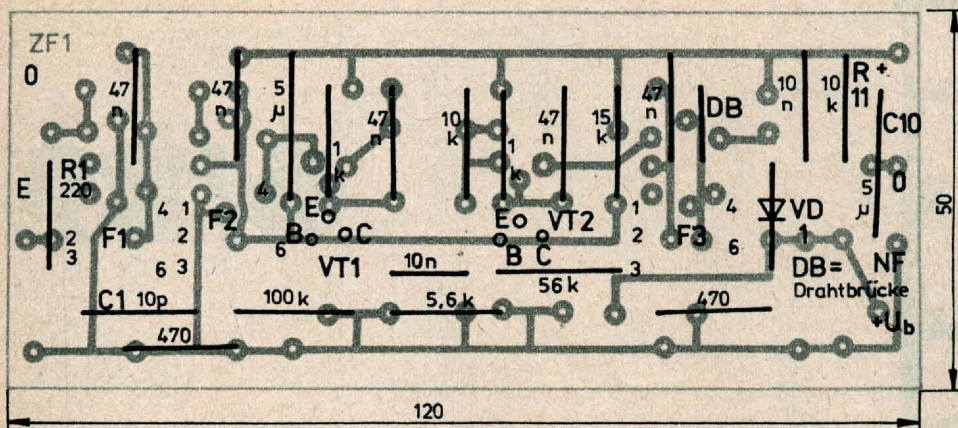 ZF1
0
47 n
47 n
5 µ
1 k
47 n
10 k
1 k
47 n
15 k
47 n
DB
10 n
10 k
R 11
+
C10
E
R1
220
2
3
F1
4
6
1
2
3
F2
4
6
E
B
C
VT1
E
B
C
VT2
1
2
3
F3
4
6
VD
1
5 µ
0
DB=
Drahtbrücke
NF
+Ub
C1 10p
100k
10n
5,6 k
56 k
470
470
50
120